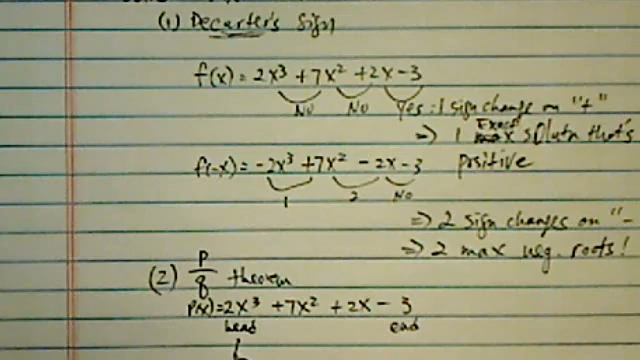 (1) Decarter's Sign
f(x) = 2x³ + 7x² + 2x - 3
No No Yes : 1 sign change on "+"
=> 1 Exact solutn that's
positive
f(-x) = -2x³ + 7x² - 2x - 3
1 2 No
=> 2 sign changes on "-
=> 2 max neg. roots!
(2) P/q theorem
P(x) = 2x³ + 7x² + 2x - 3
head end